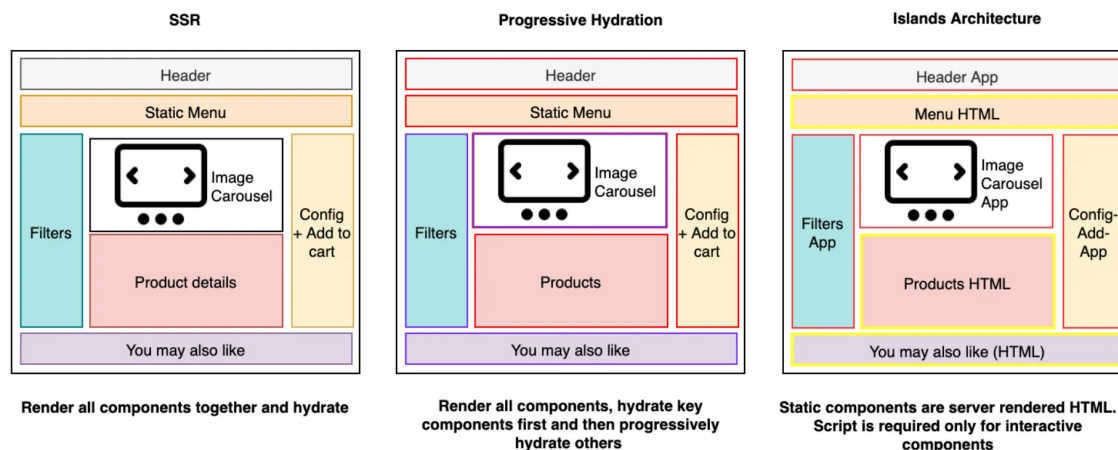 SSR
Header
Static Menu
Filters
Image
Carousel
Config
+ Add to
cart
Product details
You may also like
Render all components together and hydrate
Progressive Hydration
Header
Static Menu
Filters
Image
Carousel
Config
+ Add to
cart
Products
You may also like
Render all components, hydrate key
components first and then progressively
hydrate others
Islands Architecture
Header App
Menu HTML
Filters
App
Image
Carousel
App
Config-
Add-
App
Products HTML
You may also like (HTML)
Static components are server rendered HTML.
Script is required only for interactive
components